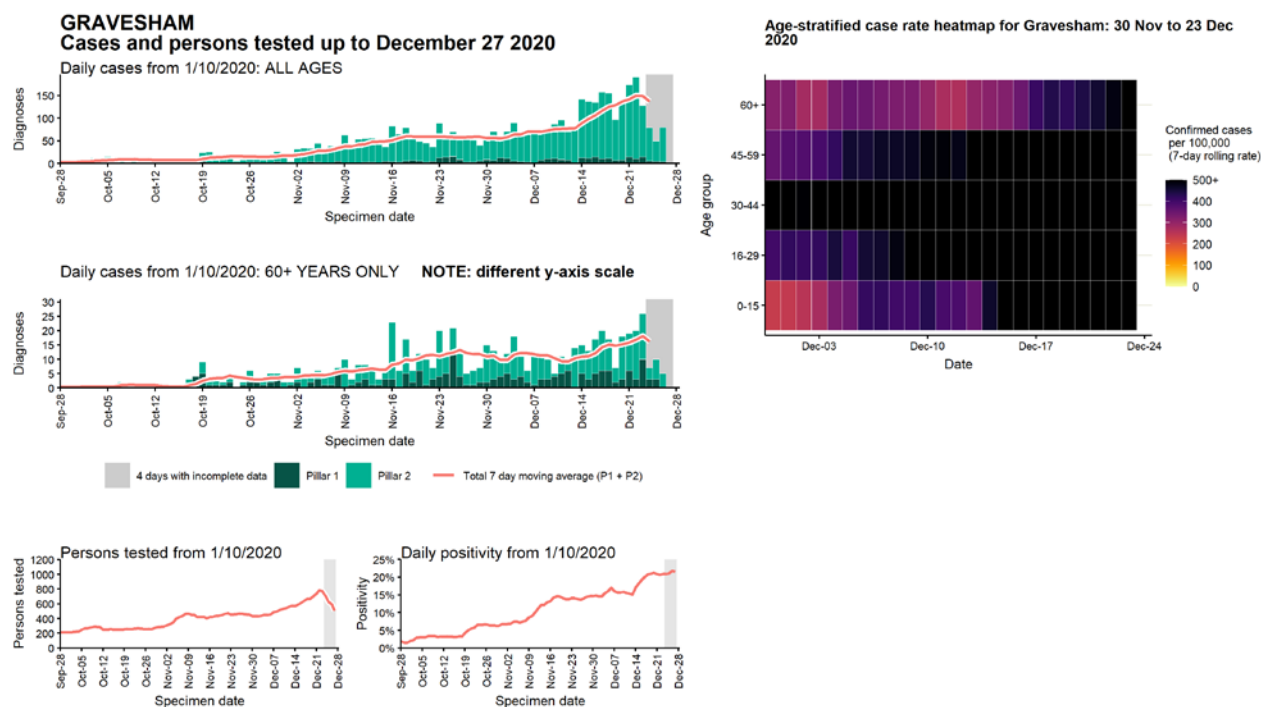 GRAVESHAM
Cases and persons tested up to December 27 2020
Daily cases from 1/10/2020: ALL AGES
Diagnoses
150
100
50
0
Sep-28
Oct-05
Oct-12
Oct-19
Oct-26
Nov-02
Nov-09
Nov-16
Nov-23
Nov-30
Dec-07
Dec-14
Dec-21
Dec-28
Specimen date
Daily cases from 1/10/2020: 60+ YEARS ONLY NOTE: different y-axis scale
Diagnoses
30
25
20
15
10
5
0
Sep-28
Oct-05
Oct-12
Oct-19
Oct-26
Nov-02
Nov-09
Nov-16
Nov-23
Nov-30
Dec-07
Dec-14
Dec-21
Dec-28
Specimen date
4 days with incomplete data Pillar 1 Pillar 2 Total 7 day moving average (P1 + P2)
Persons tested from 1/10/2020
Persons tested
1200
1000
800
600
400
200
0
Sep-28
Oct-05
Oct-12
Oct-19
Oct-26
Nov-02
Nov-09
Nov-16
Nov-23
Nov-30
Dec-07
Dec-14
Dec-21
Dec-28
Specimen date
Daily positivity from 1/10/2020
Positivity
25%
20%
15%
10%
5%
0%
Sep-28
Oct-05
Oct-12
Oct-19
Oct-26
Nov-02
Nov-09
Nov-16
Nov-23
Nov-30
Dec-07
Dec-14
Dec-21
Dec-28
Specimen date
Age-stratified case rate heatmap for Gravesham: 30 Nov to 23 Dec
2020
Age group
60+
45-59
30-44
16-29
0-15
Dec-03
Dec-10
Dec-17
Dec-24
Date
Confirmed cases
per 100,000
(7-day rolling rate)
500+
400
300
200
100
0